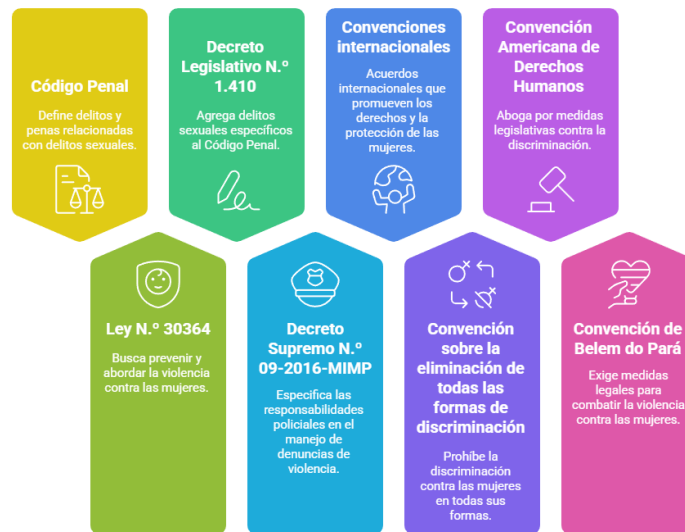 Código Penal
Define delitos y
penas relacionadas
con delitos sexuales.
Decreto
Legislativo N.º
1.410
Agrega delitos
sexuales específicos
al Código Penal.
Convenciones
internacionales
Acuerdos
internacionales que
promueven los
derechos y la
protección de las
mujeres.
Convención
Americana de
Derechos
Humanos
Aboga por medidas
legislativas contra la
discriminación.
Ley N.º 30364
Busca prevenir y
abordar la violencia
contra las mujeres.
Decreto
Supremo N.º
09-2016-MIMP
Especifica las
responsabilidades
policiales en el
manejo de
denuncias de
violencia.
Convención
sobre la
eliminación de
todas las
formas de
discriminación
Prohíbe la
discriminación
contra las mujeres
en todas sus
formas.
Convención de
Belem do Pará
Exige medidas
legales para
combatir la violencia
contra las mujeres.